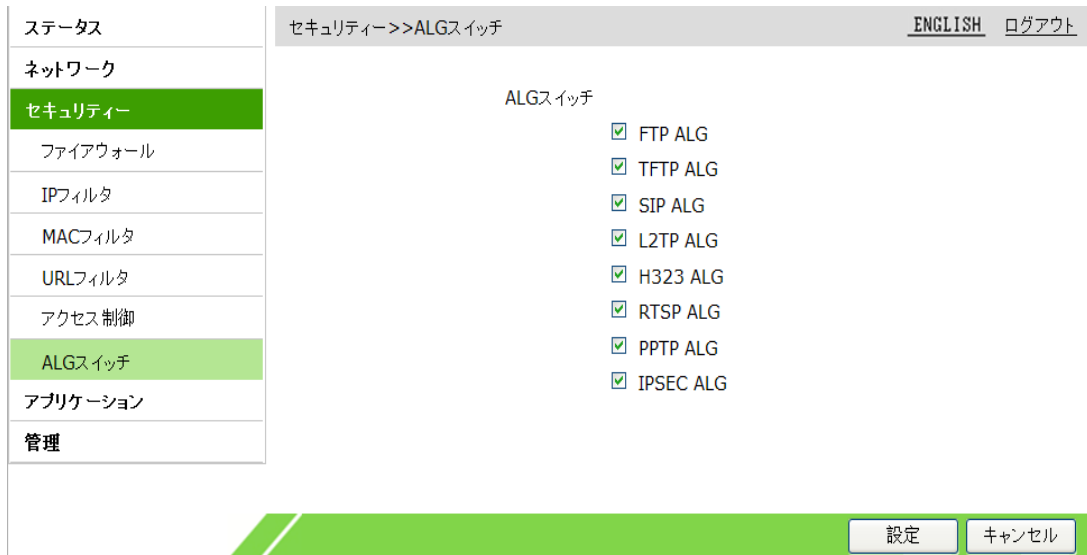 ステータス
ネットワーク
セキュリティー
ファイアウォール
IPフィルタ
MACフィルタ
URLフィルタ
アクセス制御
ALGスイッチ
アプリケーション
管理
セキュリティー>>ALGスイッチ
ENGLISH ログアウト
ALGスイッチ
FTP ALG
TFTP ALG
SIP ALG
L2TP ALG
H323 ALG
RTSP ALG
PPTP ALG
IPSEC ALG
設定 キャンセル